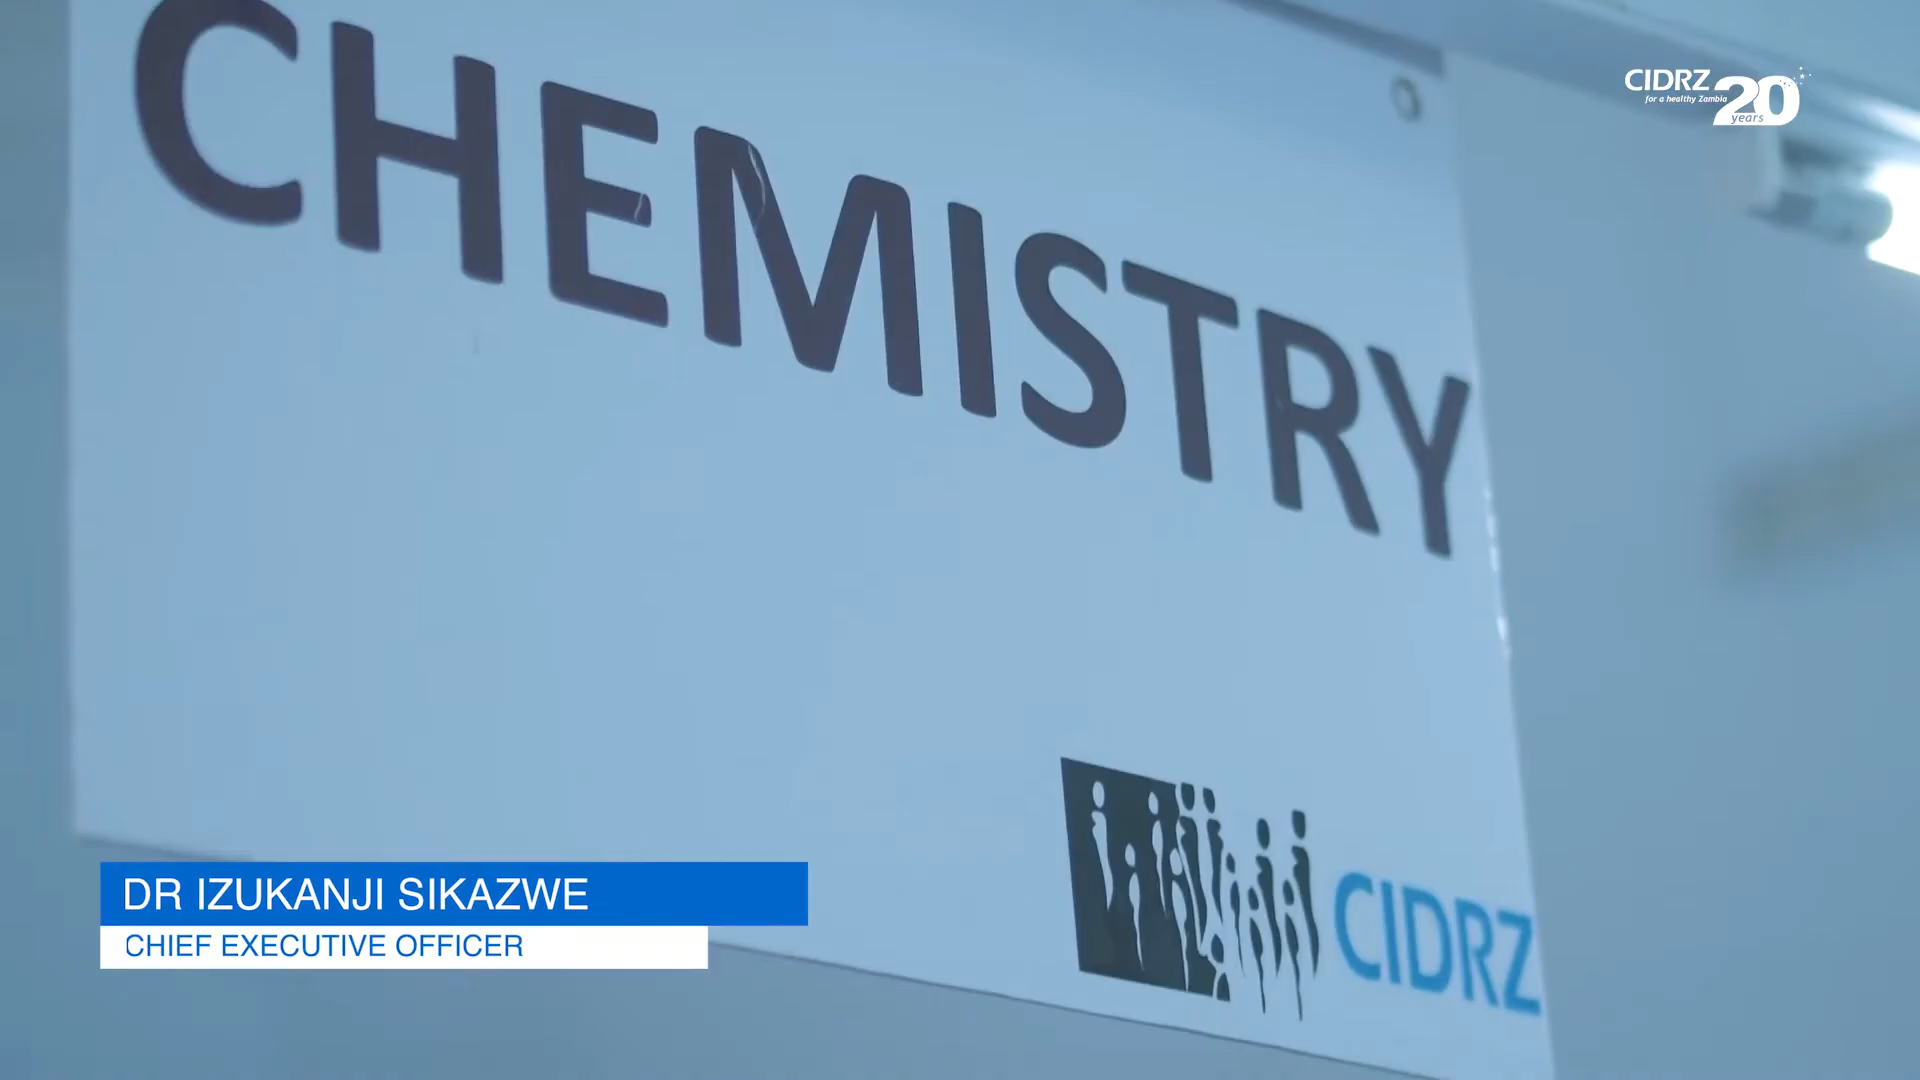 CHEMISTRY
CIDRZ
for a healthy Zambia
20
years
CIDRZ
DR IZUKANJI SIKAZWE
CHIEF EXECUTIVE OFFICER